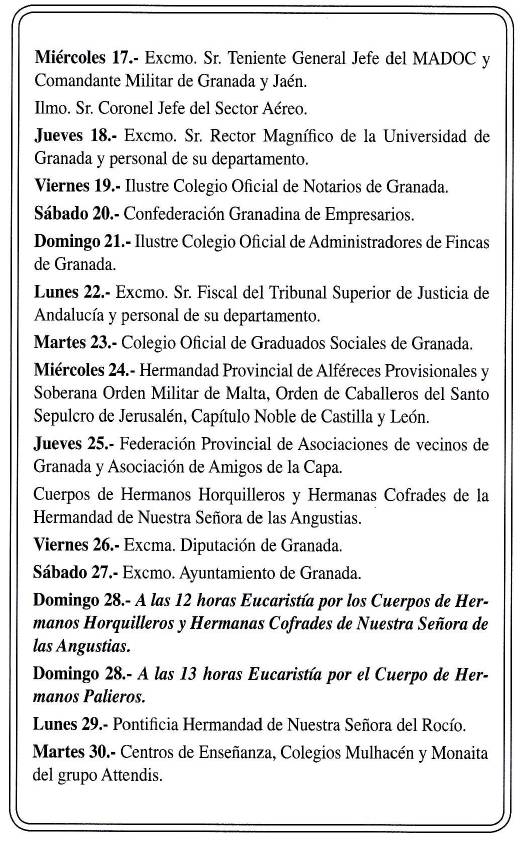 Miércoles 17.- Excmo. Sr. Teniente General Jefe del MADOC y
Comandante Militar de Granada y Jaén.
Ilmo. Sr. Coronel Jefe del Sector Aéreo.
Jueves 18.- Excmo. Sr. Rector Magnífico de la Universidad de
Granada y personal de su departamento.
Viernes 19.- Ilustre Colegio Oficial de Notarios de Granada.
Sábado 20.- Confederación Granadina de Empresarios.
Domingo 21.- Ilustre Colegio Oficial de Administradores de Fincas
de Granada.
Lunes 22.- Excmo. Sr. Fiscal del Tribunal Superior de Justicia de
Andalucía y personal de su departamento.
Martes 23.- Colegio Oficial de Graduados Sociales de Granada.
Miércoles 24.- Hermandad Provincial de Alféreces Provisionales y
Soberana Orden Militar de Malta, Orden de Caballeros del Santo
Sepulcro de Jerusalén, Capítulo Noble de Castilla y León.
Jueves 25.- Federación Provincial de Asociaciones de vecinos de
Granada y Asociación de Amigos de la Capa.
Cuerpos de Hermanos Horquilleros y Hermanas Cofrades de la
Hermandad de Nuestra Señora de las Angustias.
Viernes 26.- Excma. Diputación de Granada.
Sábado 27.- Excmo. Ayuntamiento de Granada.
Domingo 28.- A las 12 horas Eucaristía por los Cuerpos de Her-
manos Horquilleros y Hermanas Cofrades de Nuestra Señora de
las Angustias.
Domingo 28.- A las 13 horas Eucaristía por el Cuerpo de Her-
manos Palieros.
Lunes 29.- Pontificia Hermandad de Nuestra Señora del Rocío.
Martes 30.- Centros de Enseñanza, Colegios Mulhacén y Monaita
del grupo Attendis.